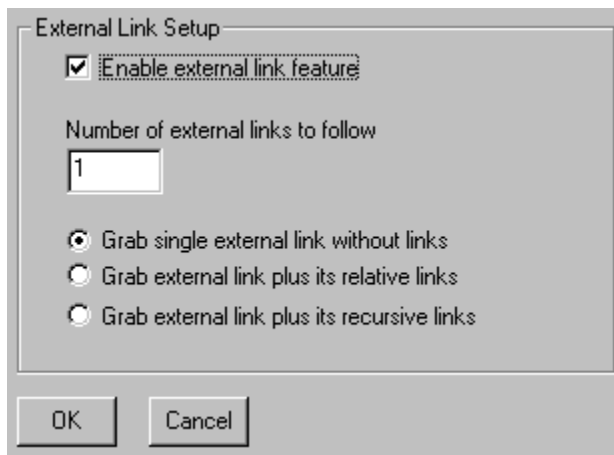 External Link Setup
Enable external link feature
Number of external links to follow
1
Grab single external link without links
Grab external link plus its relative links
Grab external link plus its recursive links
OK
Cancel